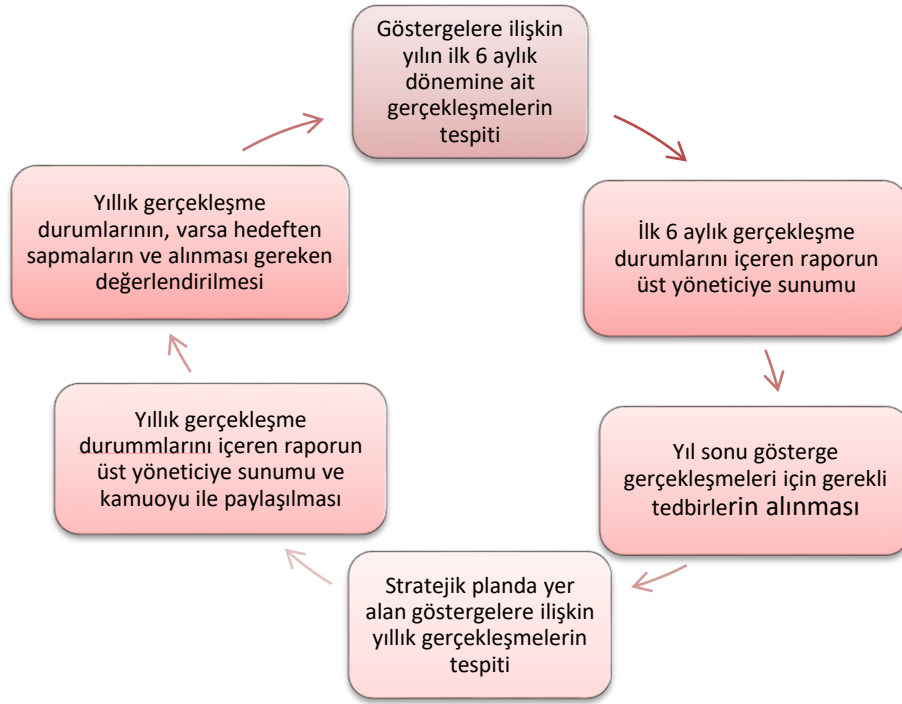 Göstergelere ilişkin
yılın ilk 6 aylık
dönemine ait
gerçekleşmelerin
tespiti
İlk 6 aylık gerçekleşme
durumlarını içeren raporun
üst yöneticiye sunumu
Yıl sonu gösterge
gerçekleşmeleri için gerekli
tedbirlerin alınması
Stratejik planda yer
alan göstergelere ilişkin
yıllık gerçekleşmelerin
tespiti
Yıllık gerçekleşme
durummlarını içeren raporun
üst yöneticiye sunumu ve
kamuoyu ile paylaşılması
Yıllık gerçekleşme
durumlarının, varsa hedeften
sapmaların ve alınması gereken
değerlendirilmesi